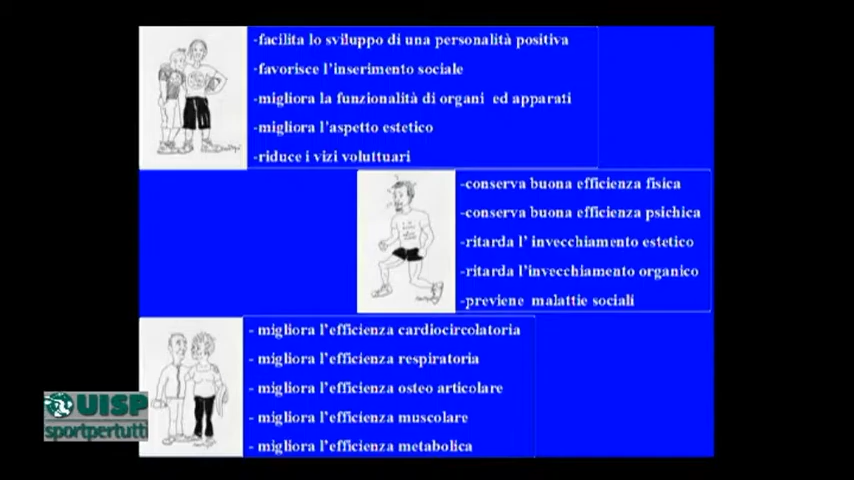 -facilita lo sviluppo di una personalità positiva
-favorisce l'inserimento sociale
-migliora la funzionalità di organi ed apparati
-migliora l'aspetto estetico
-riduce i vizi voluttuari
-conserva buona efficienza fisica
-conserva buona efficienza psichica
-ritarda l' invecchiamento estetico
-ritarda l'invecchiamento organico
-previene malattie sociali
- migliora l'efficienza cardiocircolatoria
- migliora l'efficienza respiratoria
- migliora l'efficienza osteo articolare
- migliora l'efficienza muscolare
- migliora l'efficienza metabolica
UISP
sportpertutti